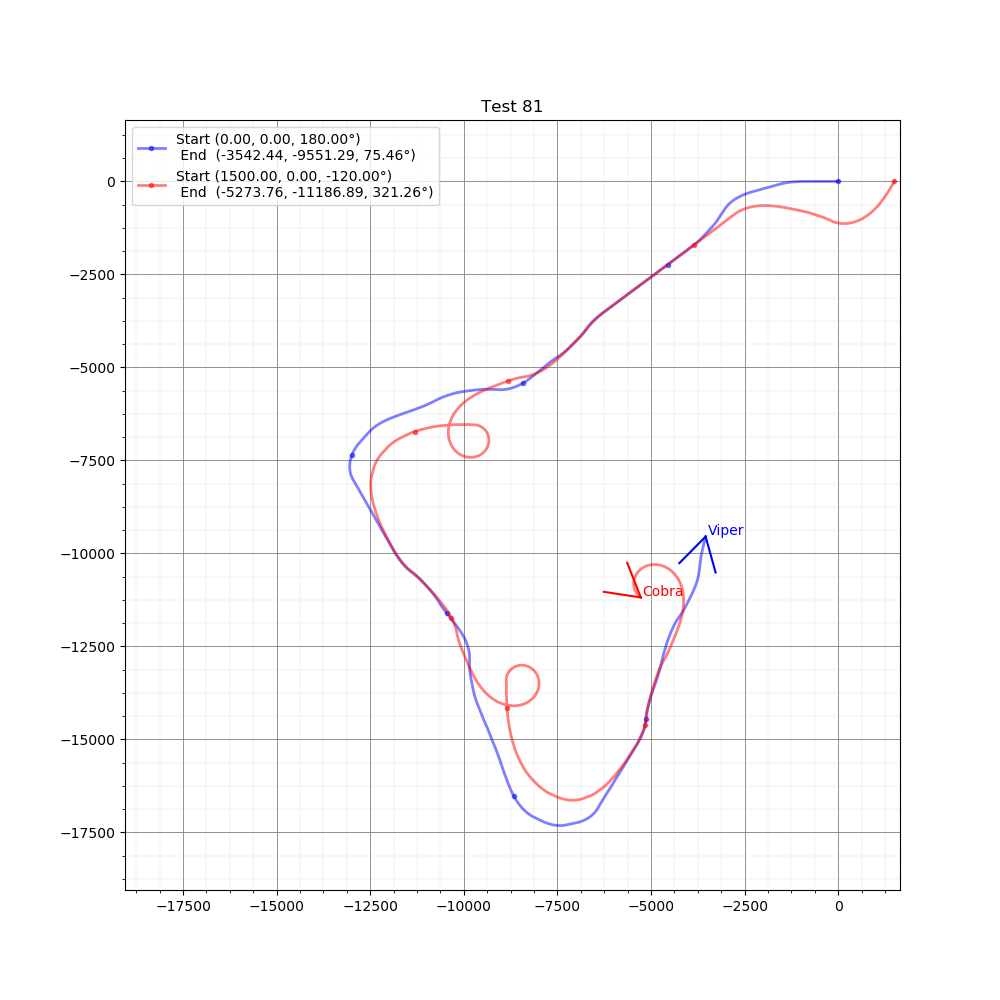 Test 81
Start (0.00, 0.00, 180.00°)
End (-3542.44, -9551.29, 75.46°)
Start (1500.00, 0.00, -120.00°)
End (-5273.76, -11186.89, 321.26°)
0
−2500
−5000
−7500
−10000
−12500
−15000
−17500
Viper
Cobra
−17500 −15000 −12500 −10000 −7500 −5000 −2500 0